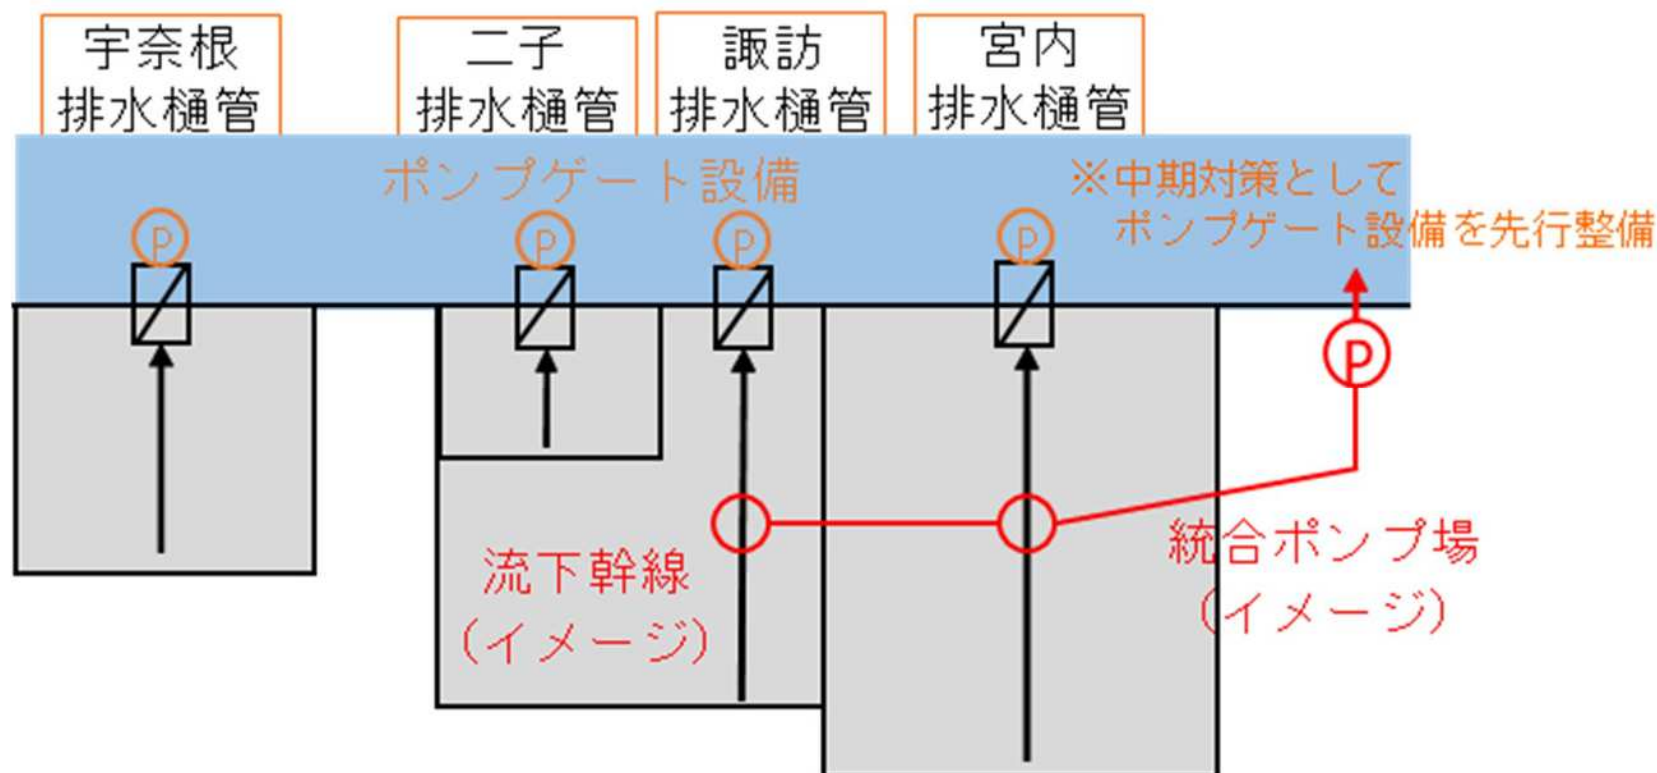 宇奈根
排水樋管
二子
排水樋管
諏訪
排水樋管
宮内
排水樋管
ポンプゲート設備
※中期対策として
ポンプゲート設備を先行整備
P
P
P
P
P
流下幹線
(イメージ)
統合ポンプ場
(イメージ)